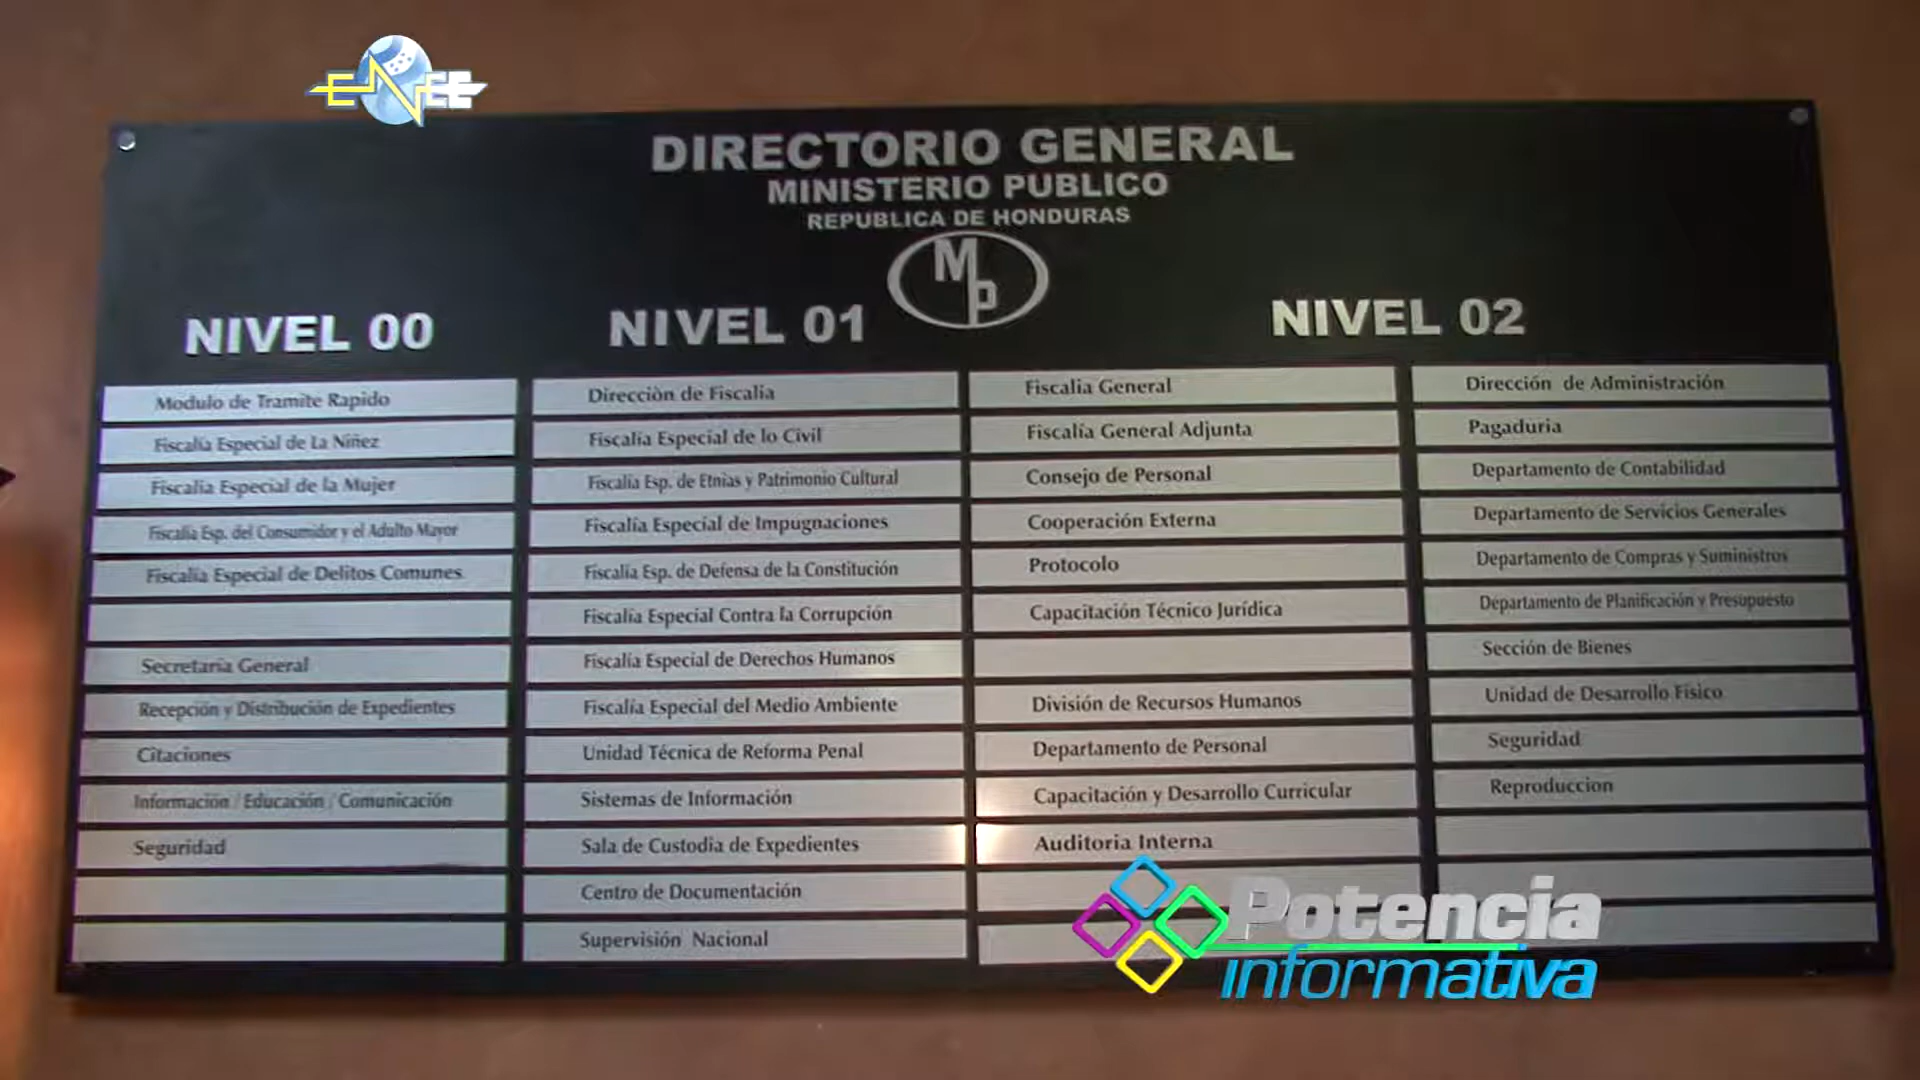 ENEE
DIRECTORIO GENERAL
MINISTERIO PUBLICO
REPUBLICA DE HONDURAS
MP
NIVEL 00
Modulo de Tramite Rapido
Fiscalía Especial de La Niñez
Fiscalía Especial de la Mujer
Fiscalía Esp. del Consumidor y el Adulto Mayor
Fiscalía Especial de Delitos Comunes
Secretaría General
Recepción y Distribución de Expedientes
Citaciones
Información / Educación / Comunicación
Seguridad
NIVEL 01
Direcciòn de Fiscalia
Fiscalía Especial de lo Civil
Fiscalía Esp. de Etnias y Patrimonio Cultural
Fiscalía Especial de Impugnaciones
Fiscalía Esp. de Defensa de la Constitución
Fiscalía Especial Contra la Corrupción
Fiscalía Especial de Derechos Humanos
Fiscalía Especial del Medio Ambiente
Unidad Técnica de Reforma Penal
Sistemas de Información
Sala de Custodia de Expedientes
Centro de Documentación
Supervisión Nacional
NIVEL 02
Fiscalia General
Fiscalía General Adjunta
Consejo de Personal
Cooperación Externa
Protocolo
Capacitación Técnico Jurídica
División de Recursos Humanos
Departamento de Personal
Capacitación y Desarrollo Curricular
Auditoria Interna
Dirección de Administración
Pagaduria
Departamento de Contabilidad
Departamento de Servicios Generales
Departamento de Compras y Suministros
Departamento de Planificación y Presupuesto
Sección de Bienes
Unidad de Desarrollo Físico
Seguridad
Reproduccion
Potencia
informativa